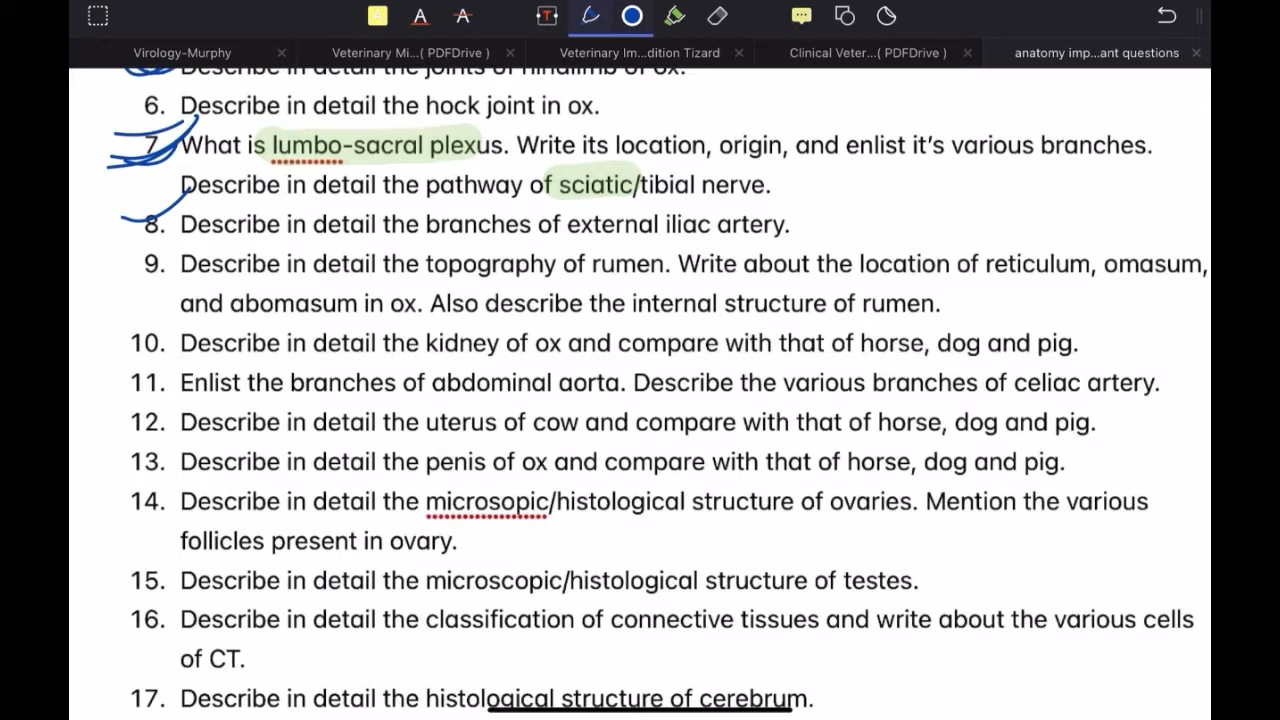 A A A T
Virology-Murphy × Veterinary Mi...( PDFDrive ) × Veterinary Im...dition Tizard × Clinical Veter...( PDFDrive ) × anatomy imp...ant questions ×
Describe in detail the joints of hindlimb of ox.
6. Describe in detail the hock joint in ox.
7. What is lumbo-sacral plexus. Write its location, origin, and enlist it’s various branches.
Describe in detail the pathway of sciatic/tibial nerve.
8. Describe in detail the branches of external iliac artery.
9. Describe in detail the topography of rumen. Write about the location of reticulum, omasum,
and abomasum in ox. Also describe the internal structure of rumen.
10. Describe in detail the kidney of ox and compare with that of horse, dog and pig.
11. Enlist the branches of abdominal aorta. Describe the various branches of celiac artery.
12. Describe in detail the uterus of cow and compare with that of horse, dog and pig.
13. Describe in detail the penis of ox and compare with that of horse, dog and pig.
14. Describe in detail the microsopic/histological structure of ovaries. Mention the various
follicles present in ovary.
15. Describe in detail the microscopic/histological structure of testes.
16. Describe in detail the classification of connective tissues and write about the various cells
of CT.
17. Describe in detail the histological structure of cerebrum.